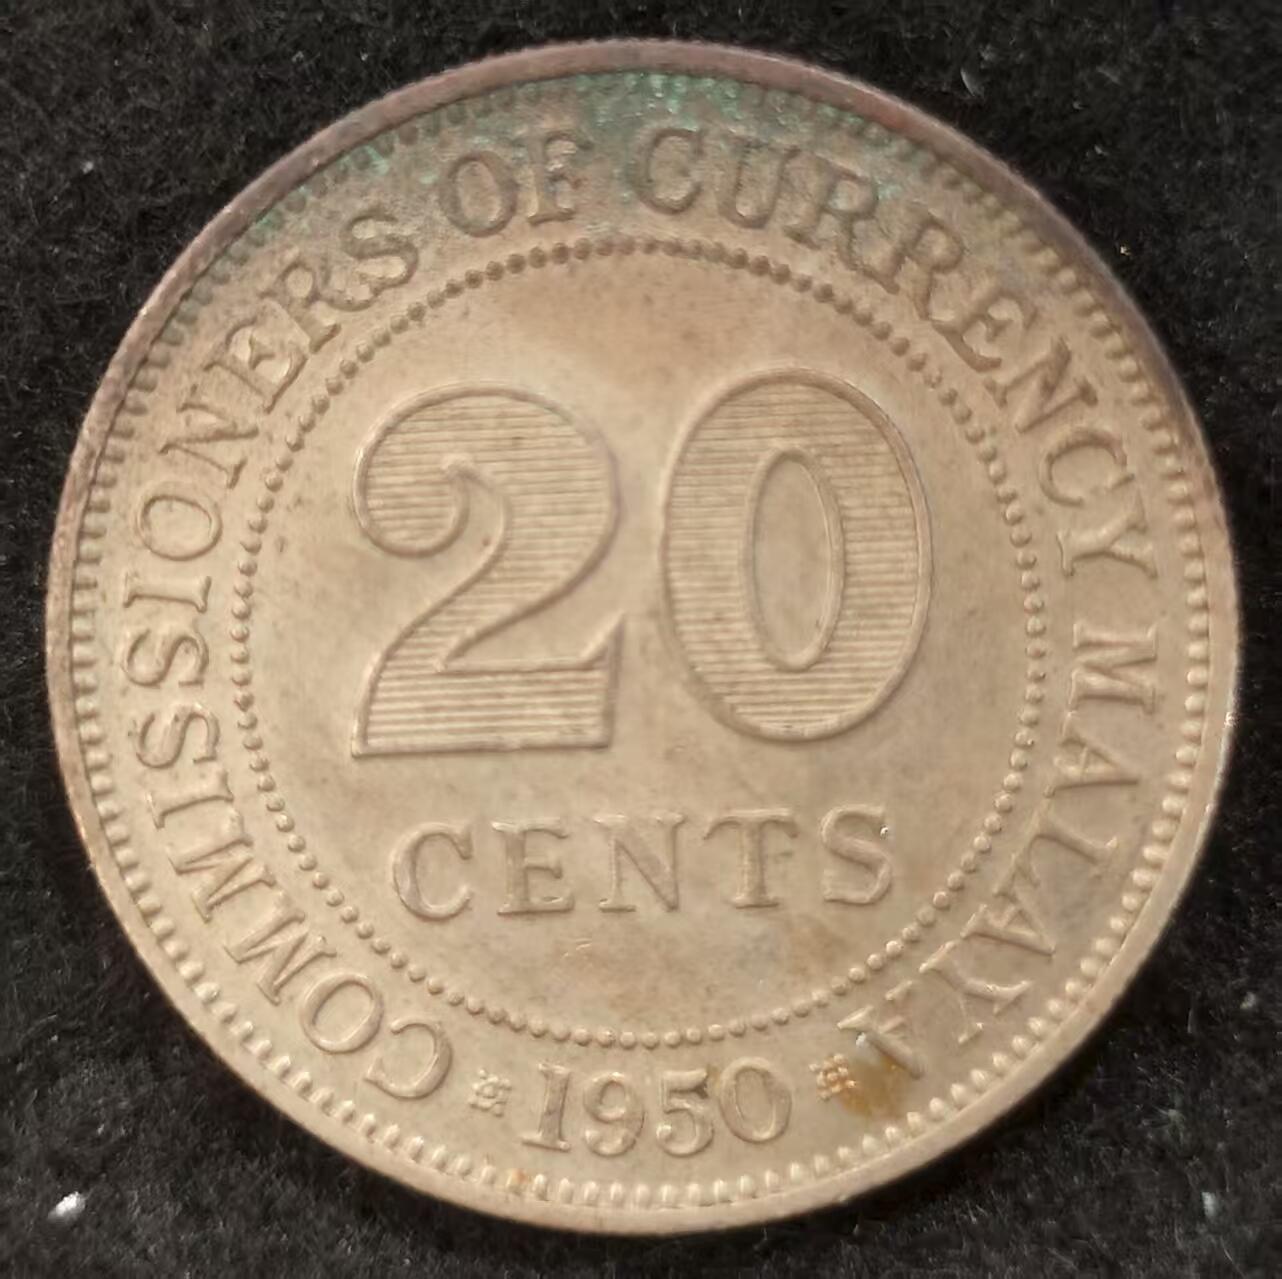 COMMISSIONERS OF CURRENCY MALAYA
20
CENTS
1950